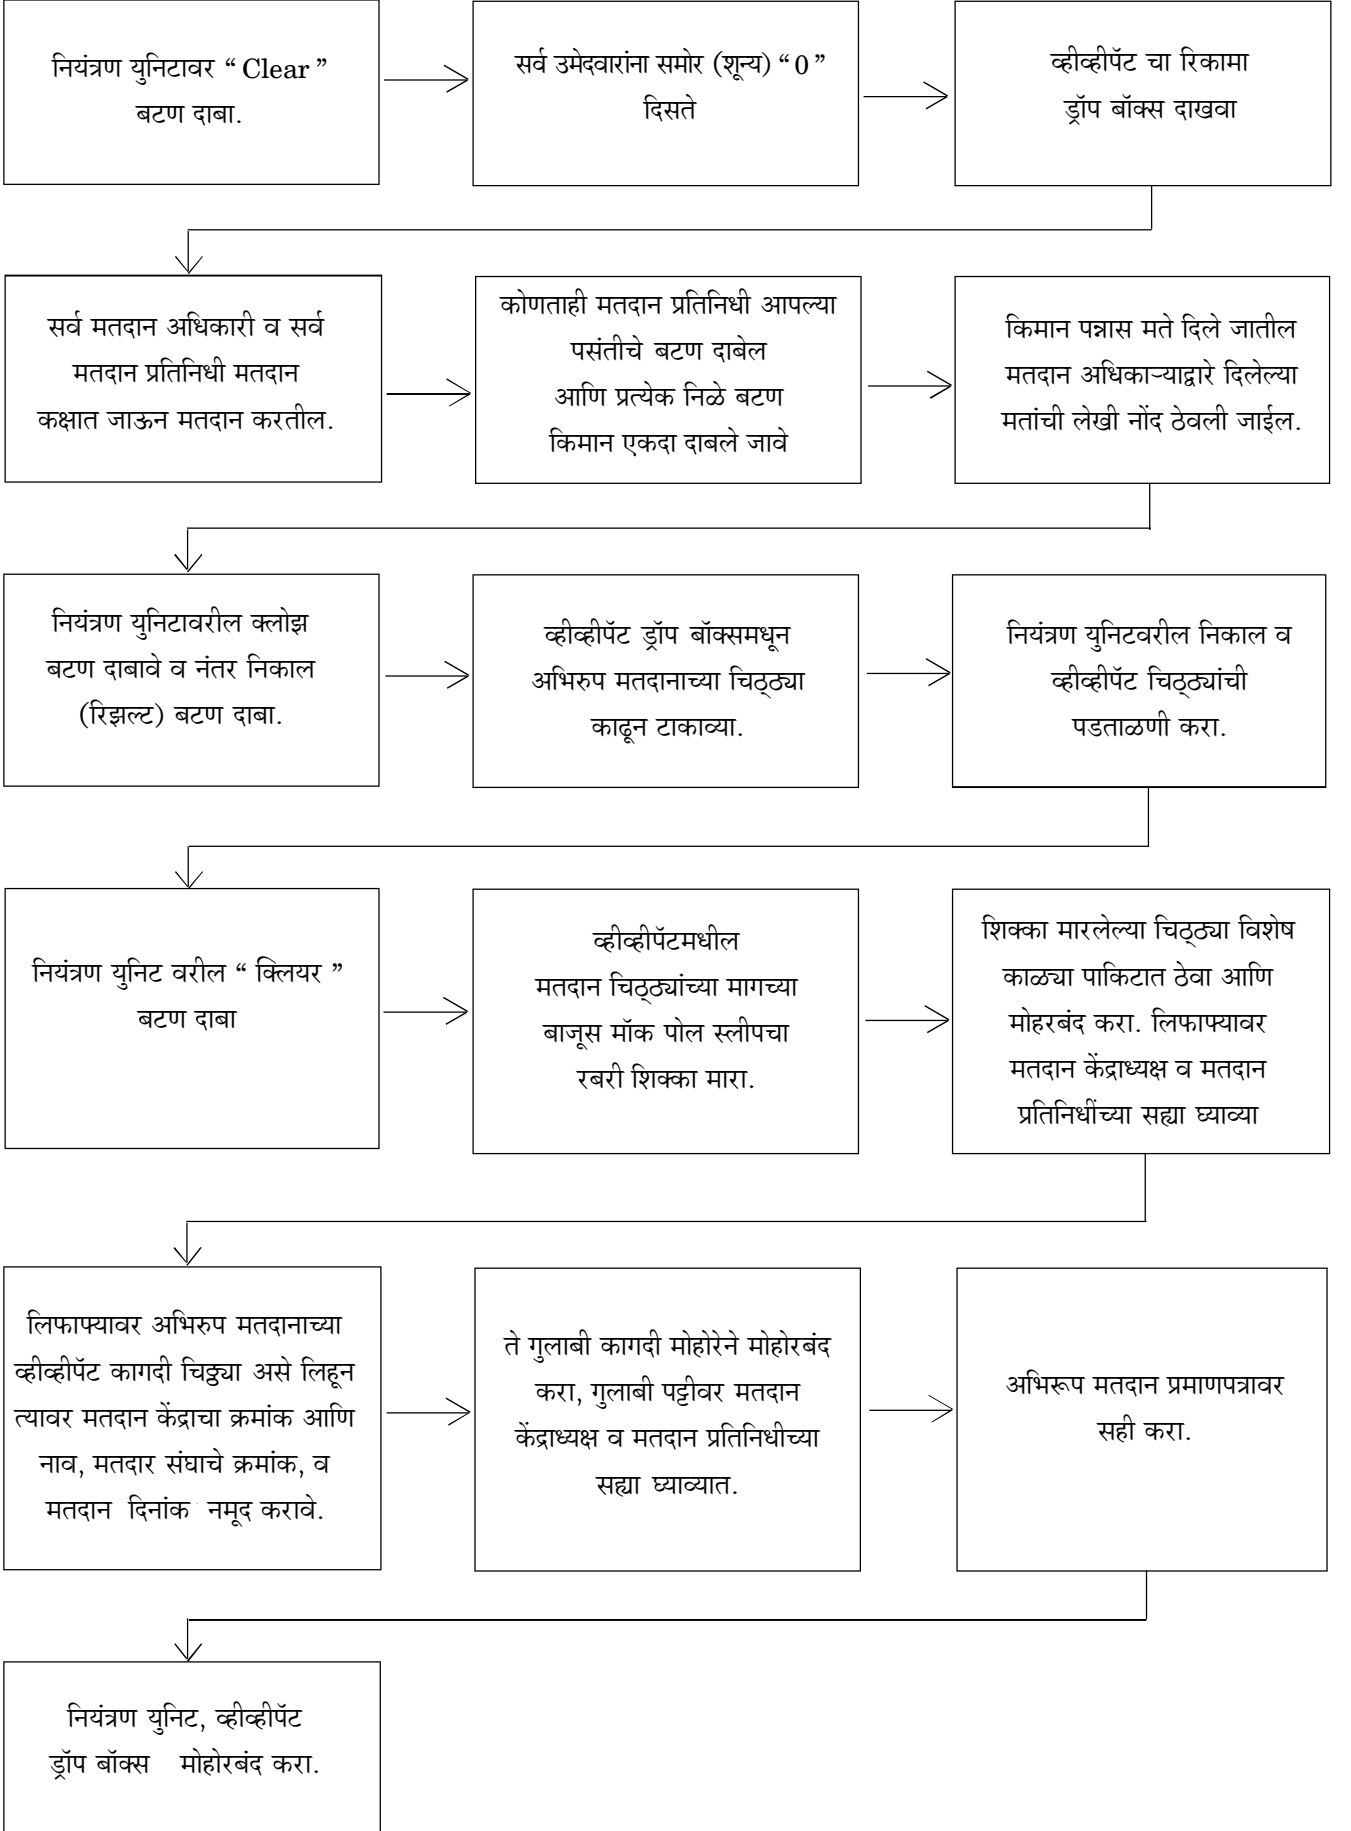 नियंत्रण युनिटावर “ Clear ”
बटण दाबा.
सर्व उमेदवारांना समोर (शून्य) “ 0 ”
दिसते
व्हीव्हीपॅट चा रिकामा
ड्रॉप बॉक्स दाखवा
सर्व मतदान अधिकारी व सर्व
मतदान प्रतिनिधी मतदान
कक्षात जाऊन मतदान करतील.
कोणताही मतदान प्रतिनिधी आपल्या
पसंतीचे बटण दाबेल
आणि प्रत्येक निळे बटण
किमान एकदा दाबले जावे
किमान पन्नास मते दिले जातील
मतदान अधिकाऱ्याद्वारे दिलेल्या
मतांची लेखी नोंद ठेवली जाईल.
नियंत्रण युनिटावरील क्लोझ
बटण दाबावे व नंतर निकाल
(रिझल्ट) बटण दाबा.
व्हीव्हीपॅट ड्रॉप बॉक्समधून
अभिरुप मतदानाच्या चिठ्ठ्या
काढून टाकाव्या.
नियंत्रण युनिटवरील निकाल व
व्हीव्हीपॅट चिठ्ठ्यांची
पडताळणी करा.
नियंत्रण युनिट वरील “ क्लियर ”
बटण दाबा
व्हीव्हीपॅटमधील
मतदान चिठ्ठ्यांच्या मागच्या
बाजूस मॉक पोल स्लीपचा
रबरी शिक्का मारा.
शिक्का मारलेल्या चिठ्ठ्या विशेष
काळ्या पाकिटात ठेवा आणि
मोहरबंद करा. लिफाफ्यावर
मतदान केंद्राध्यक्ष व मतदान
प्रतिनिधींच्या सह्या घ्याव्या
लिफाफ्यावर अभिरुप मतदानाच्या
व्हीव्हीपॅट कागदी चिठ्ठ्या असे लिहून
त्यावर मतदान केंद्राचा क्रमांक आणि
नाव, मतदार संघाचे क्रमांक, व
मतदान दिनांक नमूद करावे.
ते गुलाबी कागदी मोहोरेने मोहोरबंद
करा, गुलाबी पट्टीवर मतदान
केंद्राध्यक्ष व मतदान प्रतिनिधीच्या
सह्या घ्याव्यात.
अभिरूप मतदान प्रमाणपत्रावर
सही करा.
नियंत्रण युनिट, व्हीव्हीपॅट
ड्रॉप बॉक्स मोहोरबंद करा.